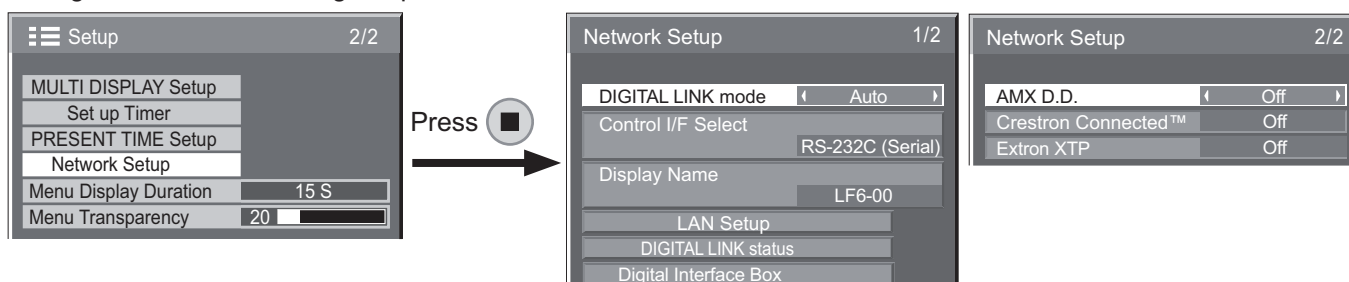 Setup 2/2
MULTI DISPLAY Setup
Set up Timer
PRESENT TIME Setup
Network Setup
Menu Display Duration 15 S
Menu Transparency 20
Press
Network Setup 1/2
DIGITAL LINK mode Auto
Control I/F Select
RS-232C (Serial)
Display Name
LF6-00
LAN Setup
DIGITAL LINK status
Digital Interface Box
Network Setup 2/2
AMX D.D. Off
Crestron Connected™ Off
Extron XTP Off